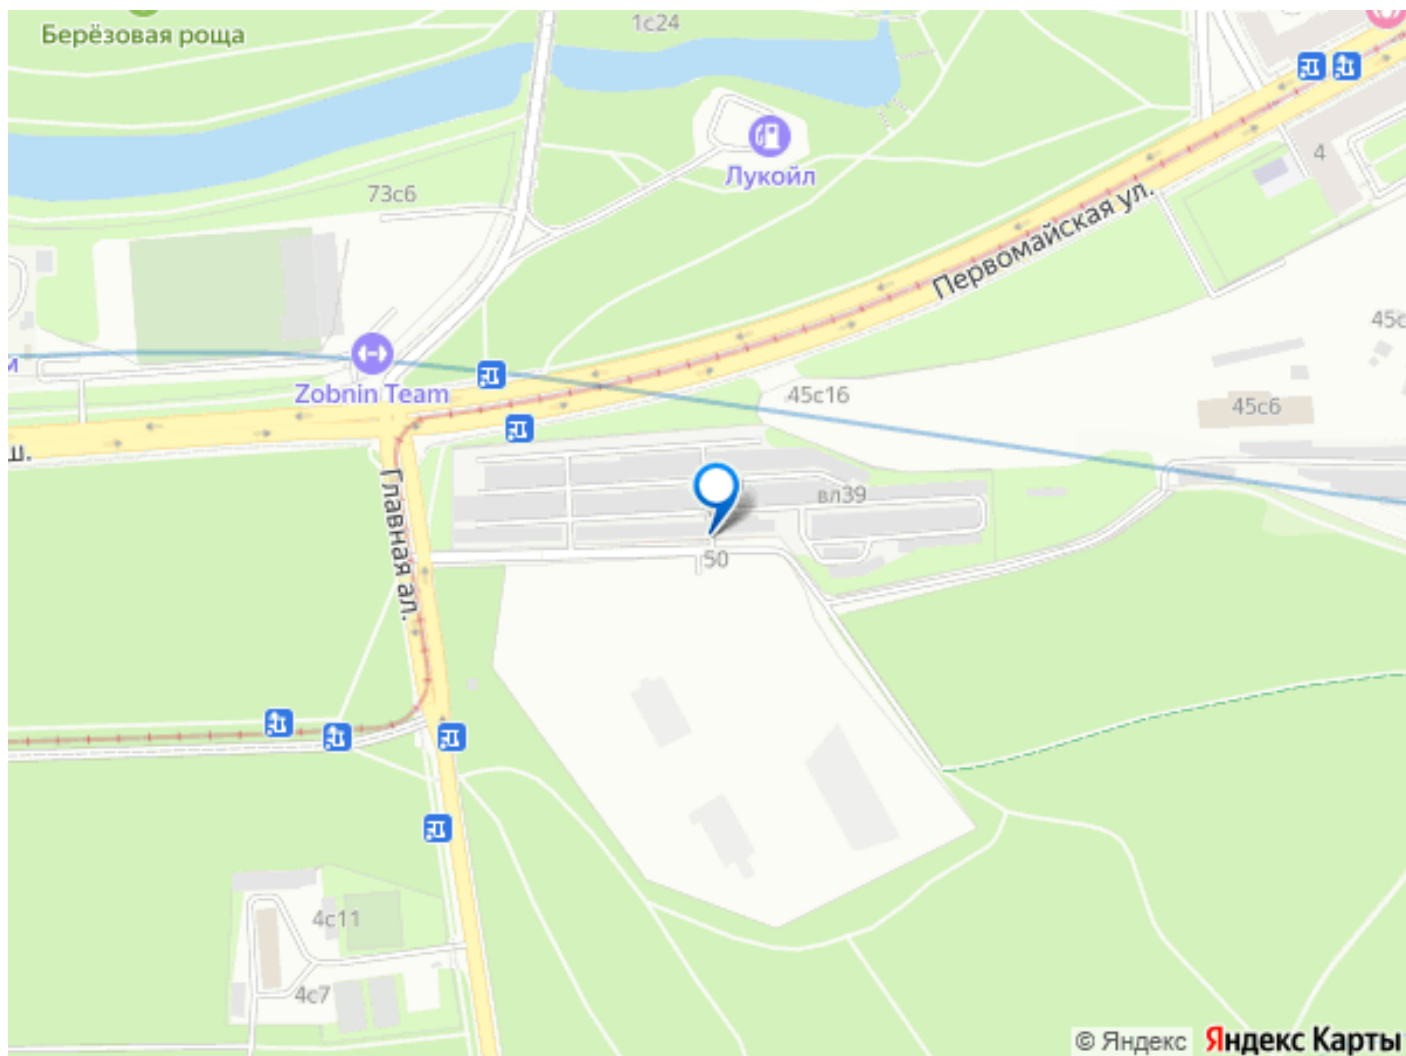 Берёзовая роща
1с24
Лукойл
4
73с6
Первомайская ул.
45с
Zobnin Team
45с16
45с6
ш.
Главная ал.
вл39
50
4с11
4с7
© Яндекс Яндекс Карты